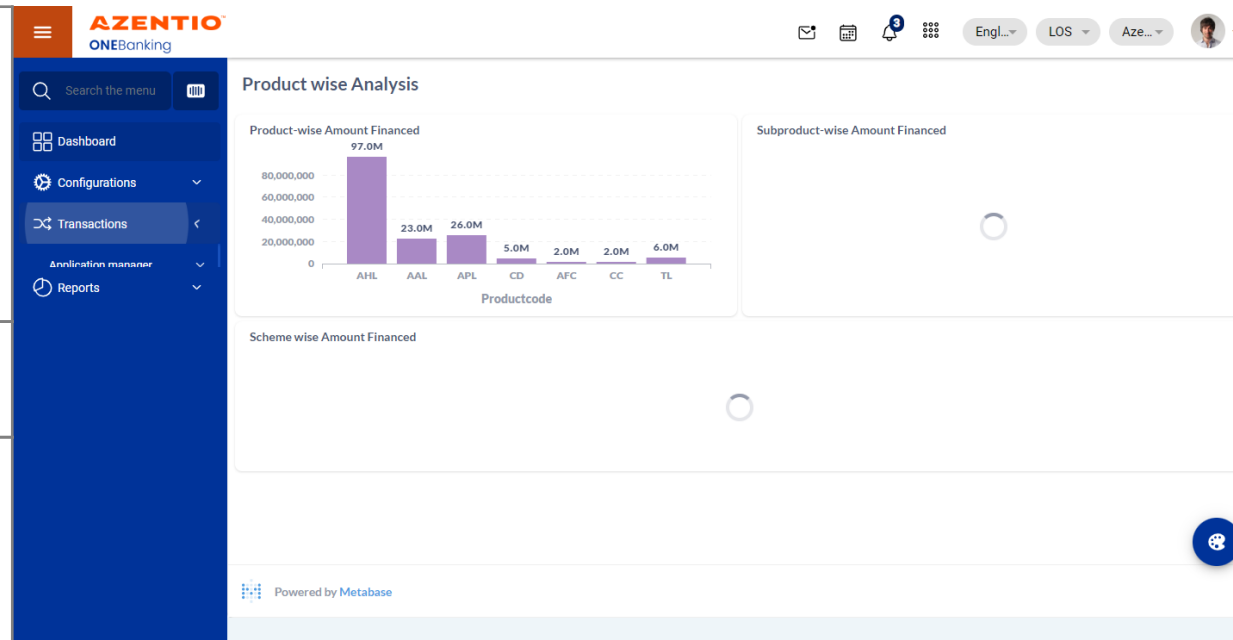 AZENTIO
ONEBanking
3
Engl...
LOS
Aze...
Search the menu
Dashboard
Configurations
Transactions
Application manager
Reports
Product wise Analysis
Product-wise Amount Financed
97.0M
80,000,000
60,000,000
40,000,000
20,000,000
0
23.0M
26.0M
5.0M
2.0M
2.0M
6.0M
AHL
AAL
APL
CD
AFC
CC
TL
Productcode
Subproduct-wise Amount Financed
Scheme wise Amount Financed
Powered by Metabase